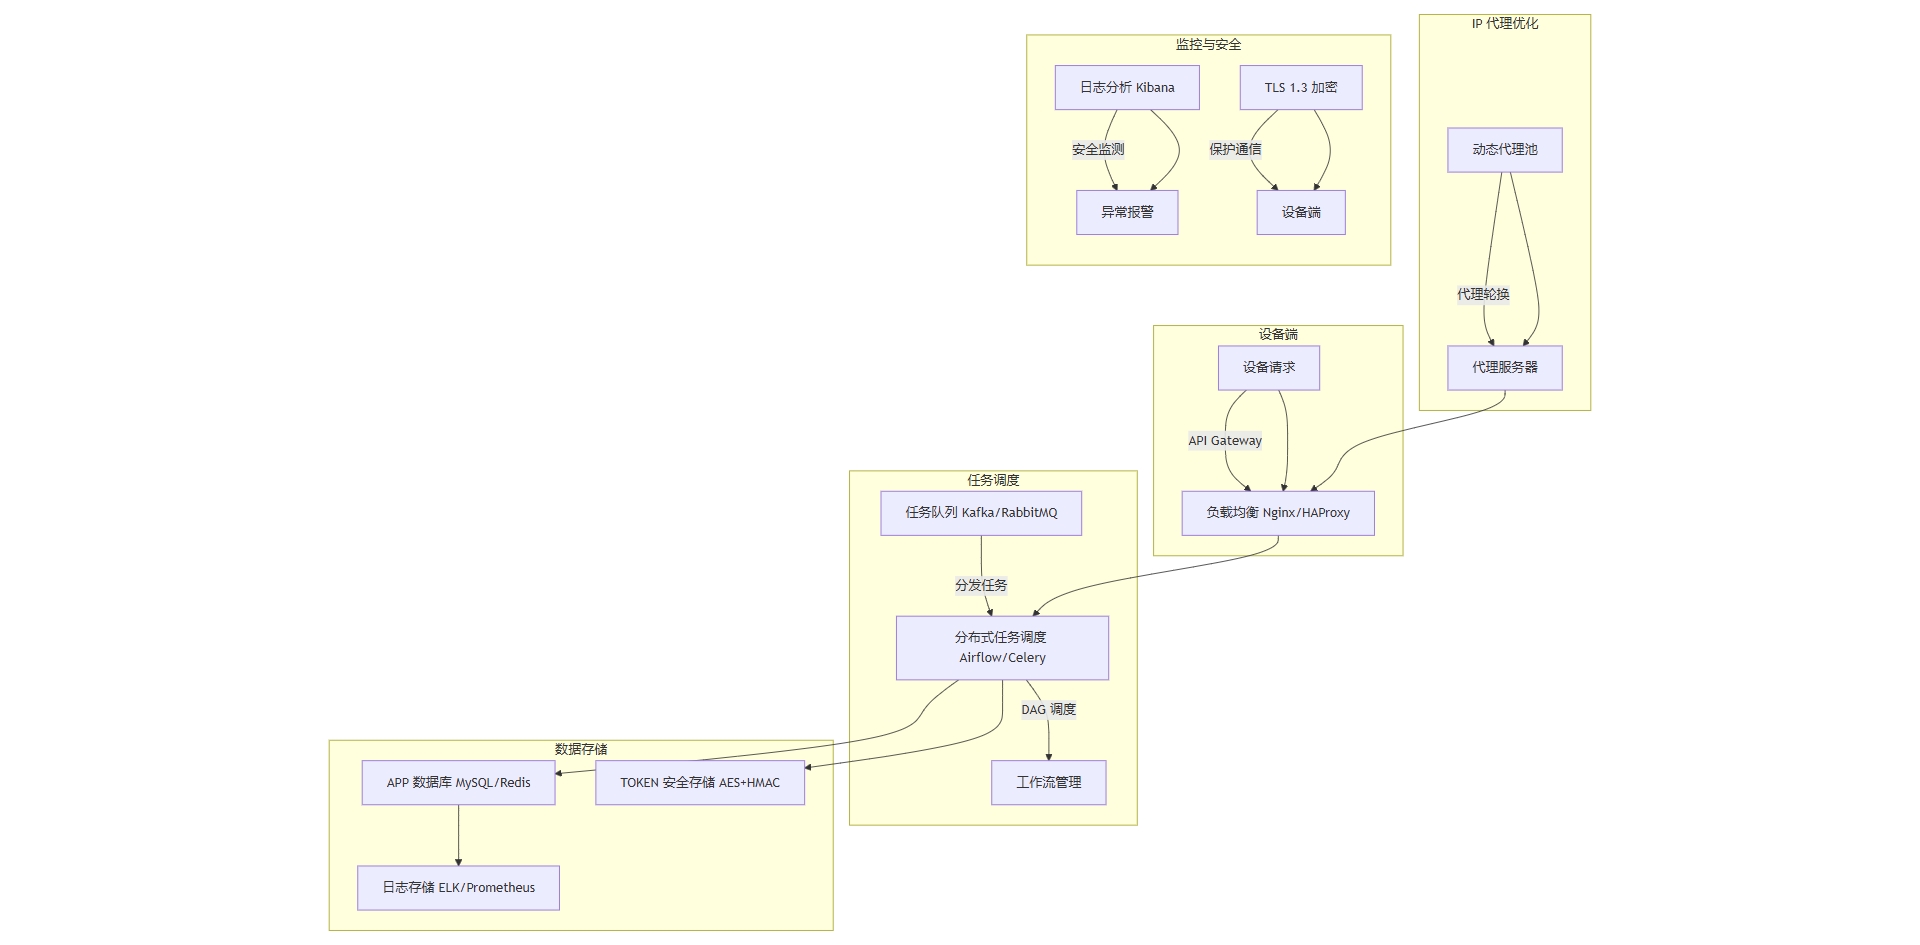 IP 代理优化
动态代理池
代理轮换
代理服务器
监控与安全
日志分析 Kibana
TLS 1.3 加密
安全监测
保护通信
异常报警
设备端
设备端
设备请求
API Gateway
负载均衡 Nginx/HAProxy
任务调度
任务队列 Kafka/RabbitMQ
分发任务
分布式任务调度
Airflow/Celery
DAG 调度
工作流管理
数据存储
APP 数据库 MySQL/Redis
TOKEN 安全存储 AES+HMAC
日志存储 ELK/Prometheus